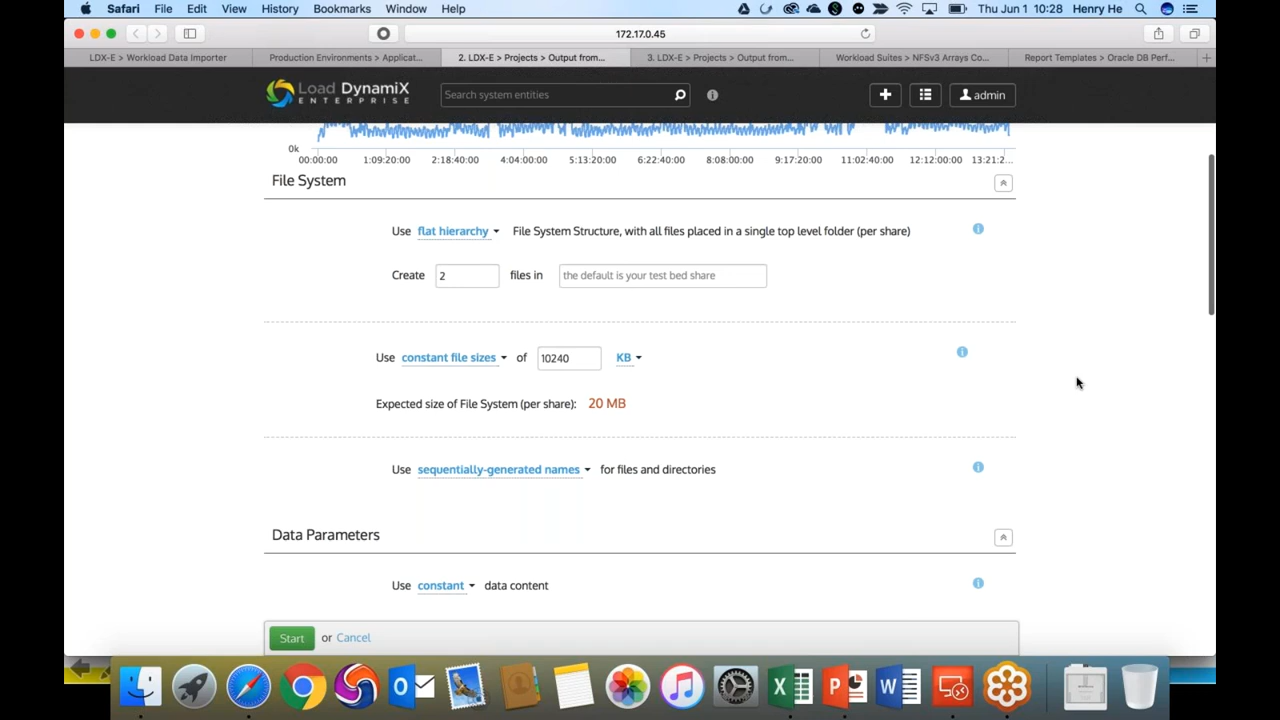 Safari File Edit View History Bookmarks Window Help Thu Jun 1 10:28 Henry He
172.17.0.45
LDX-E > Workload Data Importer Production Environments > Applicat... 2. LDX-E > Projects > Output from... 3. LDX-E > Projects > Output from... Workload Suites > NFSv3 Arrays Co... Report Templates > Oracle DB Perf...
Load DynamiX
ENTERPRISE
Search system entities
admin
0k
00:00:00 1:09:20:00 2:18:40:00 4:04:00:00 5:13:20:00 6:22:40:00 8:08:00:00 9:17:20:00 11:02:40:00 12:12:00:00 13:21:2...
File System
Use flat hierarchy File System Structure, with all files placed in a single top level folder (per share)
Create 2 files in the default is your test bed share
Use constant file sizes of 10240 KB
Expected size of File System (per share): 20 MB
Use sequentially-generated names for files and directories
Data Parameters
Use constant data content
Start or Cancel